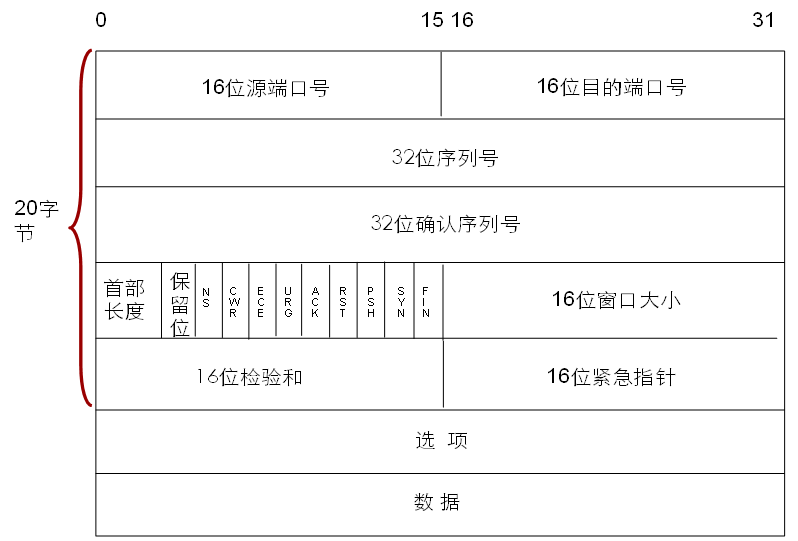 0 15 16 31
16位源端口号 16位目的端口号
32位序列号
20字节
32位确认序列号
首部长度 保留位 NS CWR ECE URG ACK RST PSH SYN FIN 16位窗口大小
16位检验和 16位紧急指针
选 项
数 据